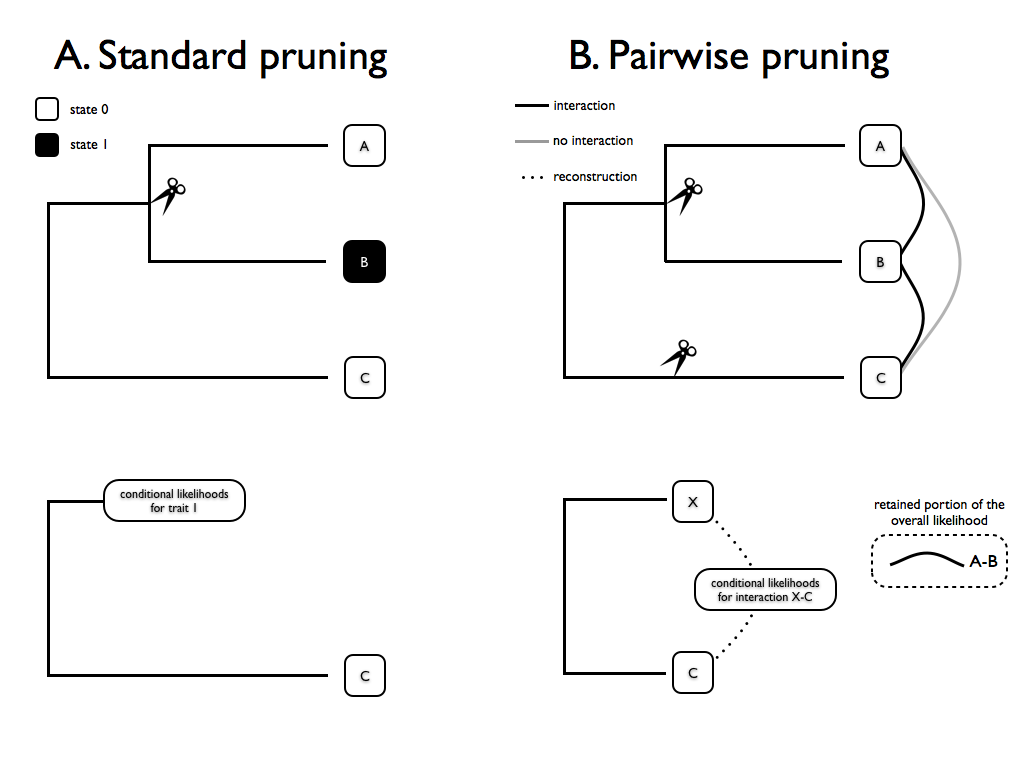 A. Standard pruning
state 0
state 1
A
B
C
conditional likelihoods
for trait 1
C
B. Pairwise pruning
interaction
no interaction
reconstruction
A
B
C
X
conditional likelihoods
for interaction X-C
C
retained portion of the
overall likelihood
A-B